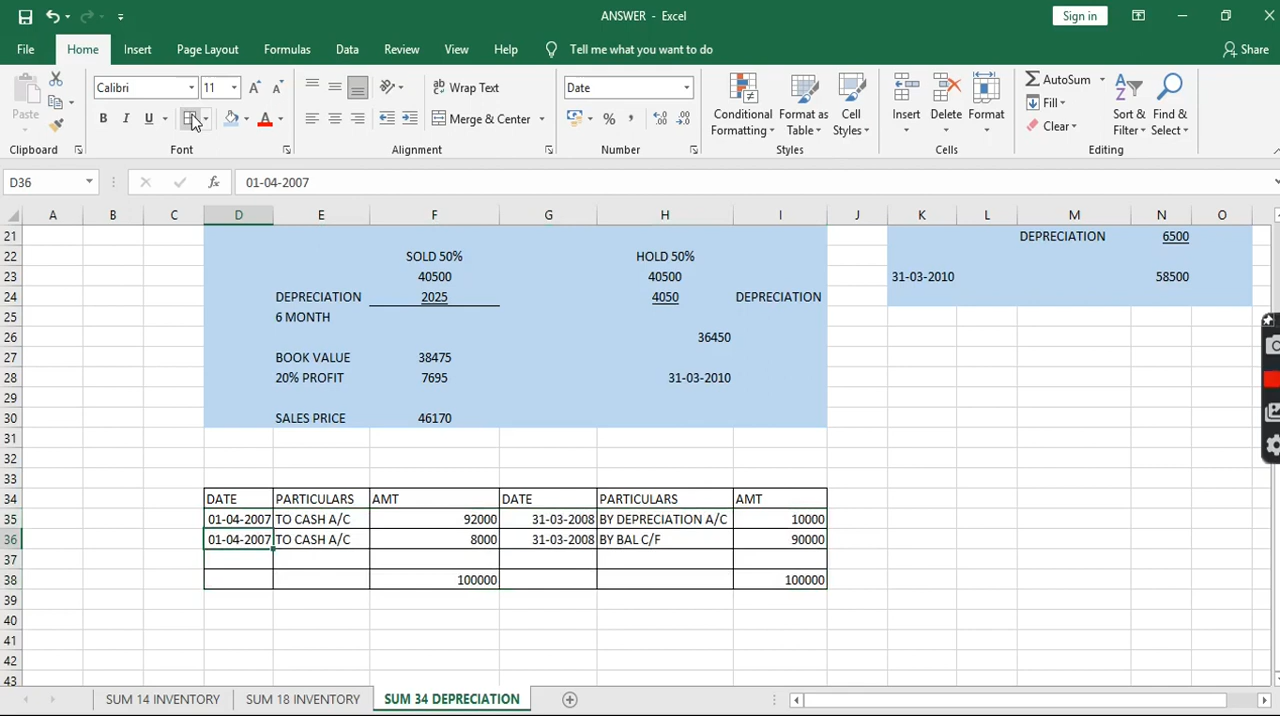 ANSWER - Excel
Sign in
File Home Insert Page Layout Formulas Data Review View Help Tell me what you want to do Share
Calibri 11 Wrap Text Date AutoSum
Paste B I U Merge & Center % , Conditional Formatting Format as Table Cell Styles Insert Delete Format Fill Sort & Filter Find & Select
Clear
Clipboard Font Alignment Number Styles Cells Editing
D36 fx 01-04-2007
A B C D E F G H I J K L M N O
21 DEPRECIATION 6500
22 SOLD 50% HOLD 50%
23 40500 40500 31-03-2010 58500
24 DEPRECIATION 2025 4050 DEPRECIATION
25 6 MONTH
26 36450
27 BOOK VALUE 38475
28 20% PROFIT 7695 31-03-2010
29
30 SALES PRICE 46170
31
32
33
34 DATE PARTICULARS AMT DATE PARTICULARS AMT
35 01-04-2007 TO CASH A/C 92000 31-03-2008 BY DEPRECIATION A/C 10000
36 01-04-2007 TO CASH A/C 8000 31-03-2008 BY BAL C/F 90000
37
38 100000 100000
39
40
41
42
43
SUM 14 INVENTORY SUM 18 INVENTORY SUM 34 DEPRECIATION